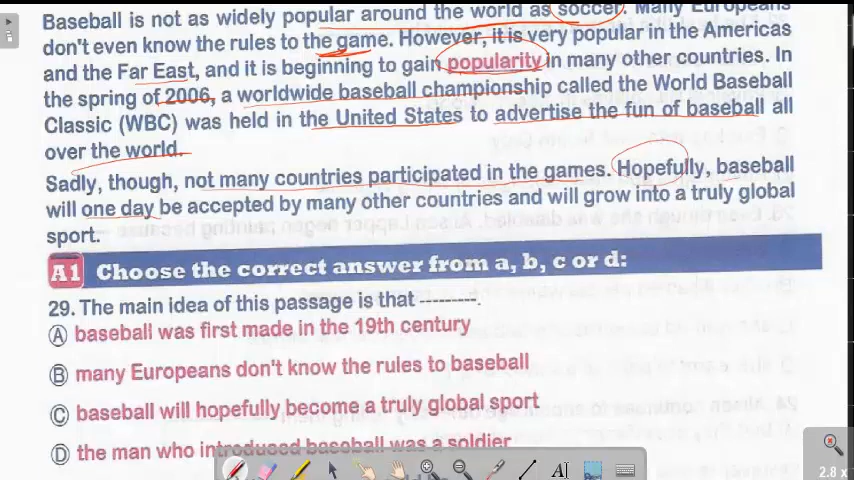 Baseball is not as widely popular around the world as soccer. Many Europeans
don't even know the rules to the game. However, it is very popular in the Americas
and the Far East, and it is beginning to gain popularity in many other countries. In
the spring of 2006, a worldwide baseball championship called the World Baseball
Classic (WBC) was held in the United States to advertise the fun of baseball all
over the world.
Sadly, though, not many countries participated in the games. Hopefully, baseball
will one day be accepted by many other countries and will grow into a truly global
sport:
A1 Choose the correct answer from a, b, c or d:
29. The main idea of this passage is that ---------.
A baseball was first made in the 19th century
B many Europeans don't know the rules to baseball
C baseball will hopefully become a truly global sport
D the man who introduced baseball was a soldier
2.8 x